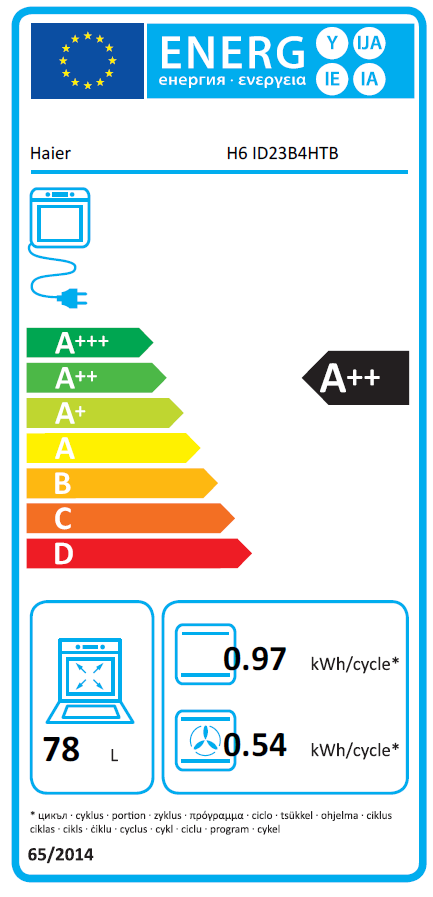 ENERG
енергия · ενεργεια
Y IJA
IE IA
Haier H6 ID23B4HTB
A+++
A++
A++
A+
A
B
C
D
0.97 kWh/cycle*
78 L
0.54 kWh/cycle*
* цикъл · cyklus · portion · zyklus · πρόγραμμα · ciclo · tsükkel · ohjelma · ciklus
ciklas · cikls · ċiklu · cyclus · cykl · ciclu · program · cykel
65/2014